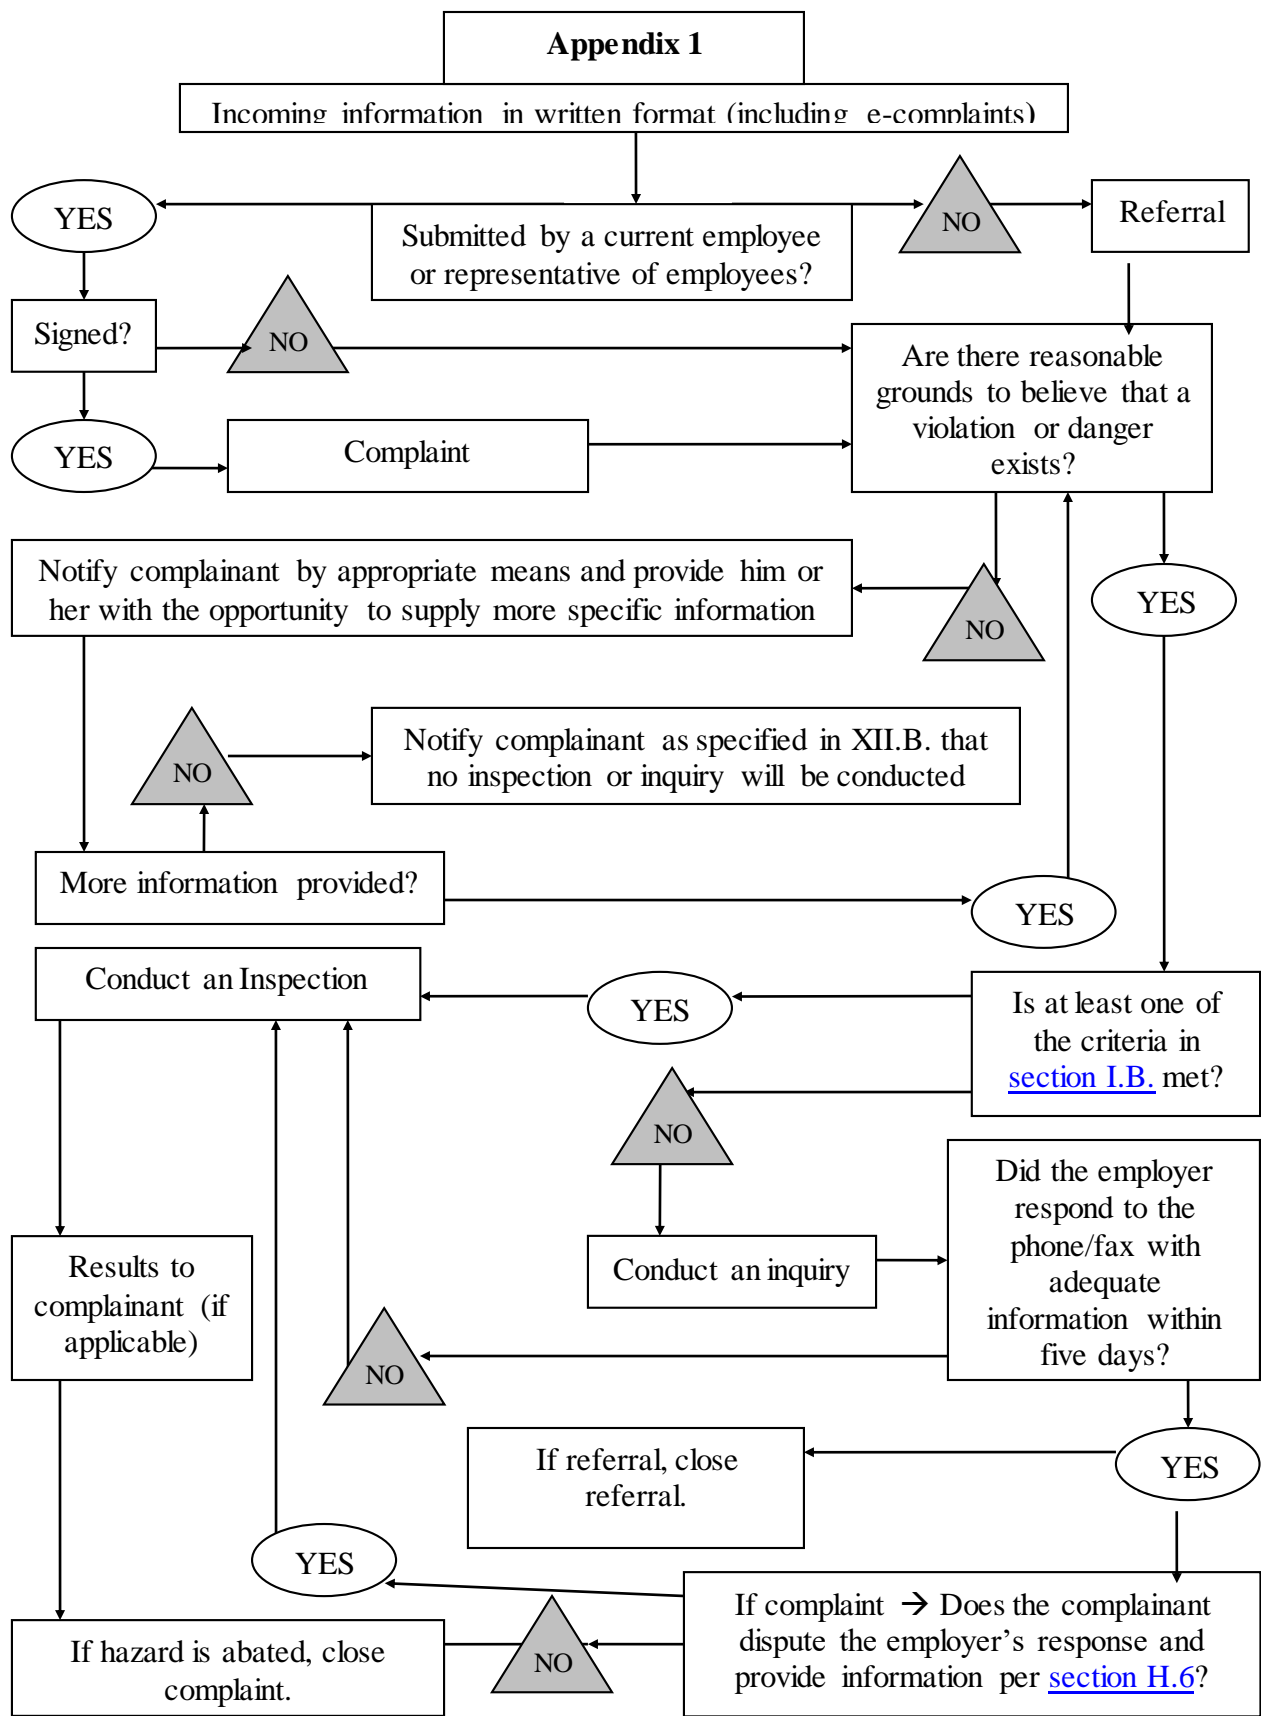 Appendix 1
Incoming information in written format (including e-complaints)
YES
NO
Referral
Submitted by a current employee
or representative of employees?
Signed?
NO
Are there reasonable
grounds to believe that a
violation or danger
exists?
YES
Complaint
Notify complainant by appropriate means and provide him or
her with the opportunity to supply more specific information
NO
YES
NO
Notify complainant as specified in XII.B. that
no inspection or inquiry will be conducted
More information provided?
YES
Conduct an Inspection
YES
Is at least one of
the criteria in
section I.B. met?
NO
Did the employer
respond to the
phone/fax with
adequate
information within
five days?
Conduct an inquiry
Results to
complainant (if
applicable)
NO
If referral, close
referral.
YES
YES
If complaint → Does the complainant
dispute the employer’s response and
provide information per section H.6?
NO
If hazard is abated, close
complaint.